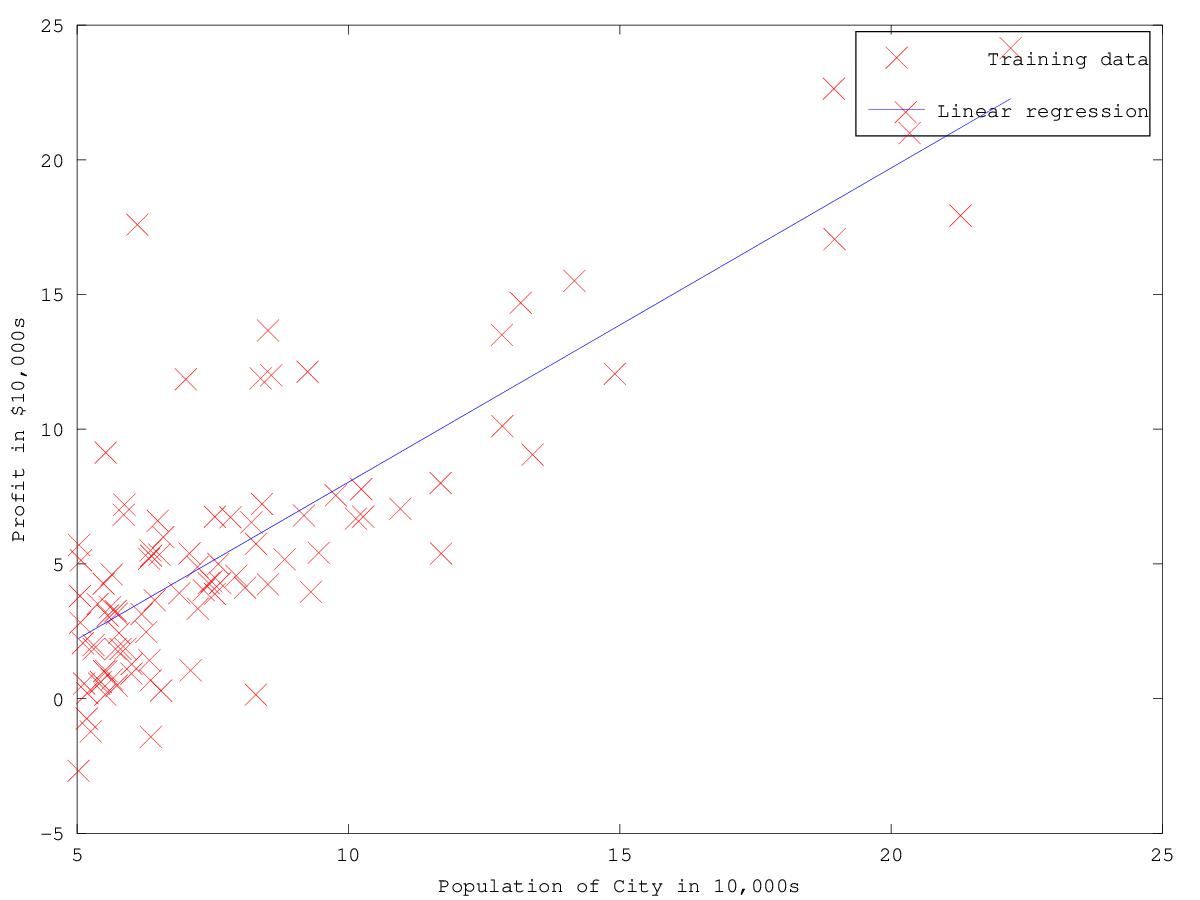 25
20
15
10
5
0
−5
5 10 15 20 25
Profit in $10,000s
Population of City in 10,000s
Training data
Linear regression